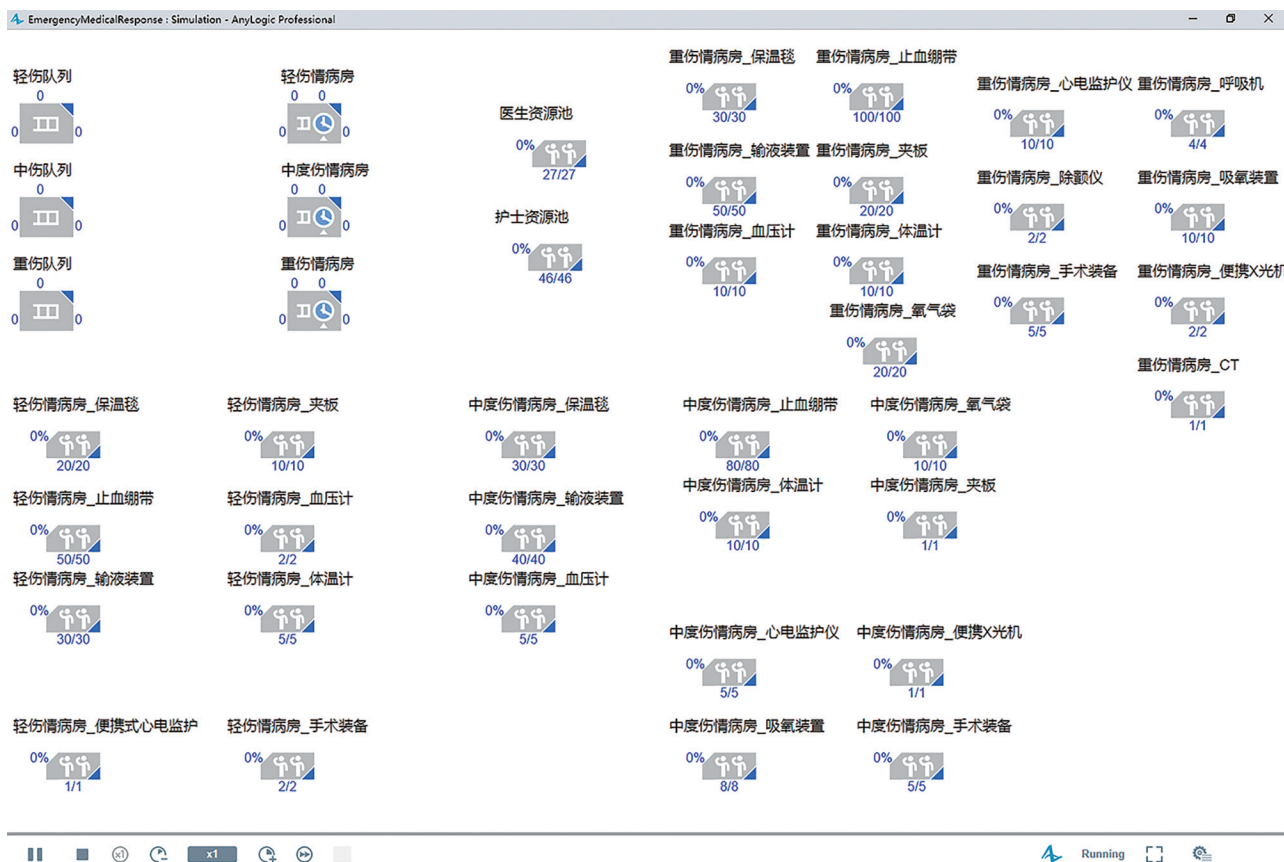 EmergencyMedicalResponse : Simulation - AnyLogic Professional
轻伤队列
0
0 0
轻伤情病房
0 0
0 0
中伤队列
0
0 0
中度伤情病房
0 0
0 0
重伤队列
0
0 0
重伤情病房
0 0
0 0
医生资源池
0%
27/27
护士资源池
0%
46/46
重伤情病房_保温毯
0%
30/30
重伤情病房_止血绷带
0%
100/100
重伤情病房_输液装置
0%
50/50
重伤情病房_夹板
0%
20/20
重伤情病房_血压计
0%
10/10
重伤情病房_体温计
0%
10/10
重伤情病房_氧气袋
0%
20/20
重伤情病房_心电监护仪
0%
10/10
重伤情病房_呼吸机
0%
4/4
重伤情病房_除颤仪
0%
2/2
重伤情病房_吸氧装置
0%
10/10
重伤情病房_手术装备
0%
5/5
重伤情病房_便携X光机
0%
2/2
重伤情病房_CT
0%
1/1
轻伤情病房_保温毯
0%
20/20
轻伤情病房_夹板
0%
10/10
轻伤情病房_止血绷带
0%
50/50
轻伤情病房_血压计
0%
2/2
轻伤情病房_输液装置
0%
30/30
轻伤情病房_体温计
0%
5/5
轻伤情病房_便携式心电监护
0%
1/1
轻伤情病房_手术装备
0%
2/2
中度伤情病房_保温毯
0%
30/30
中度伤情病房_输液装置
0%
40/40
中度伤情病房_血压计
0%
5/5
中度伤情病房_止血绷带
0%
80/80
中度伤情病房_氧气袋
0%
10/10
中度伤情病房_体温计
0%
10/10
中度伤情病房_夹板
0%
1/1
中度伤情病房_心电监护仪
0%
5/5
中度伤情病房_便携X光机
0%
1/1
中度伤情病房_吸氧装置
0%
8/8
中度伤情病房_手术装备
0%
5/5
x1
x1
Running